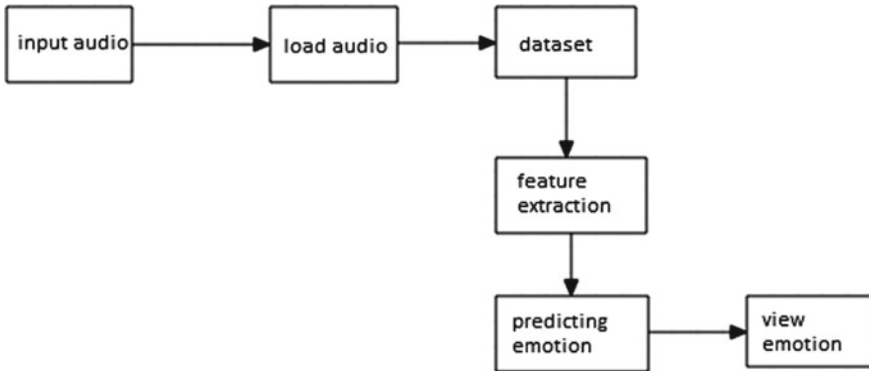 input audio
load audio
dataset
feature
extraction
predicting
emotion
view
emotion